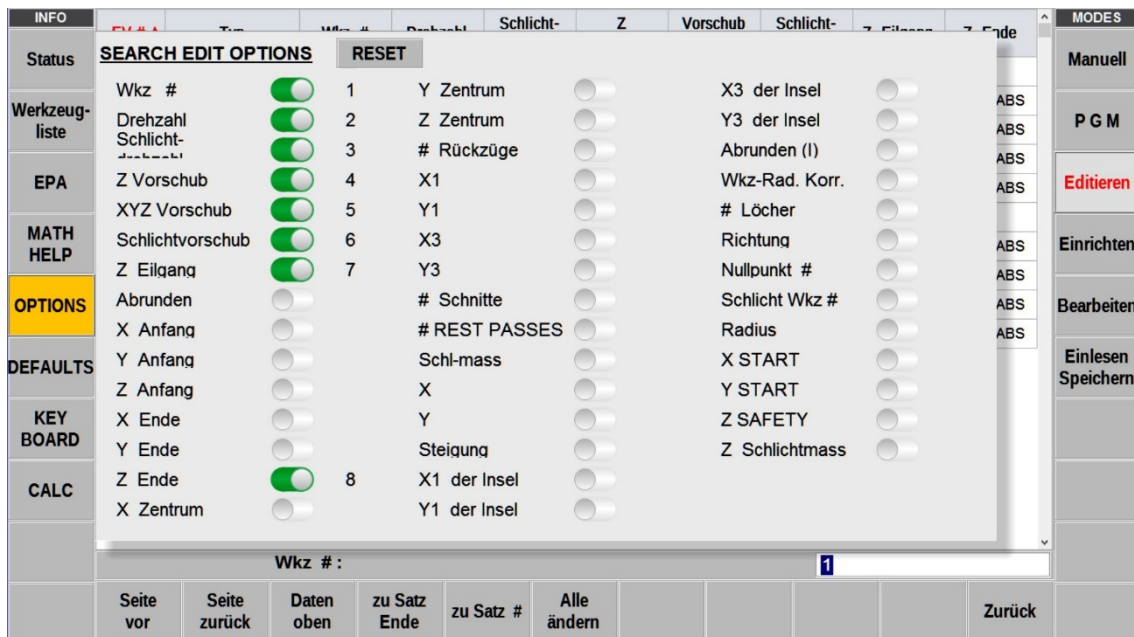 INFO
Status
Werkzeug-
liste
EPA
MATH
HELP
OPTIONS
DEFAULTS
KEY
BOARD
CALC
Schlicht-
Z
Vorschub
Schlicht-
Z Ende
SEARCH EDIT OPTIONS
RESET
Wkz #
1
Drehzahl
2
Schlicht-
3
Z Vorschub
4
XYZ Vorschub
5
Schlichtvorschub
6
Z Eilgang
7
Abrunden
X Anfang
Y Anfang
Z Anfang
X Ende
Y Ende
Z Ende
8
X Zentrum
Y Zentrum
Z Zentrum
# Rückzüge
X1
Y1
X3
Y3
# Schnitte
# REST PASSES
Schl-mass
X
Y
Steigung
X1 der Insel
Y1 der Insel
X3 der Insel
Y3 der Insel
Abrunden (I)
Wkz-Rad. Korr.
# Löcher
Richtung
Nullpunkt #
Schlicht Wkz #
Radius
X START
Y START
Z SAFETY
Z Schlichtmass
ABS
ABS
ABS
ABS
ABS
ABS
ABS
ABS
MODES
Manuell
P G M
Editieren
Einrichten
Bearbeiten
Einlesen
Speichern
Wkz # :
1
Seite
vor
Seite
zurück
Daten
oben
zu Satz
Ende
zu Satz #
Alle
ändern
Zurück